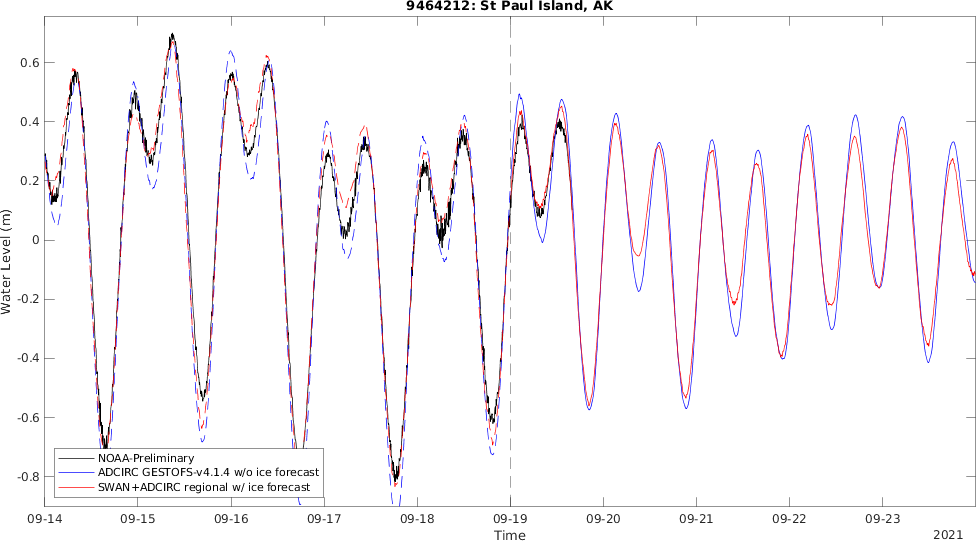 9464212: St Paul Island, AK
Water Level (m)
0.6
0.4
0.2
0
-0.2
-0.4
-0.6
-0.8
NOAA-Preliminary
ADCIRC GESTOFS-v4.1.4 w/o ice forecast
SWAN+ADCIRC regional w/ ice forecast
09-14 09-15 09-16 09-17 09-18 09-19 09-20 09-21 09-22 09-23
Time
2021